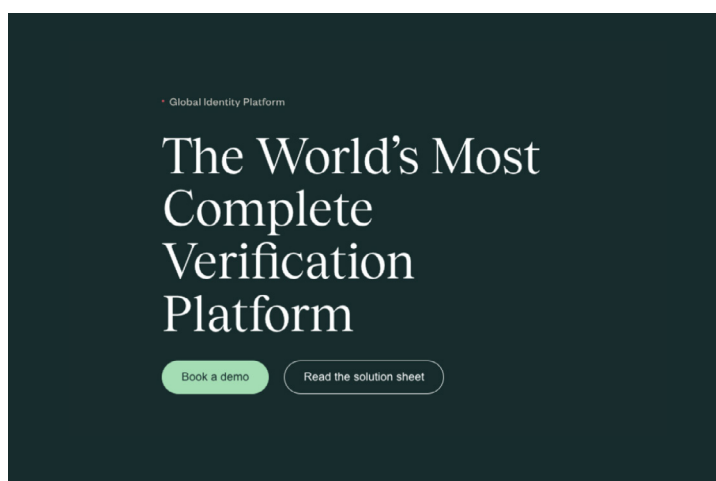 Global Identity Platform
The World’s Most
Complete
Verification
Platform
Book a demo
Read the solution sheet